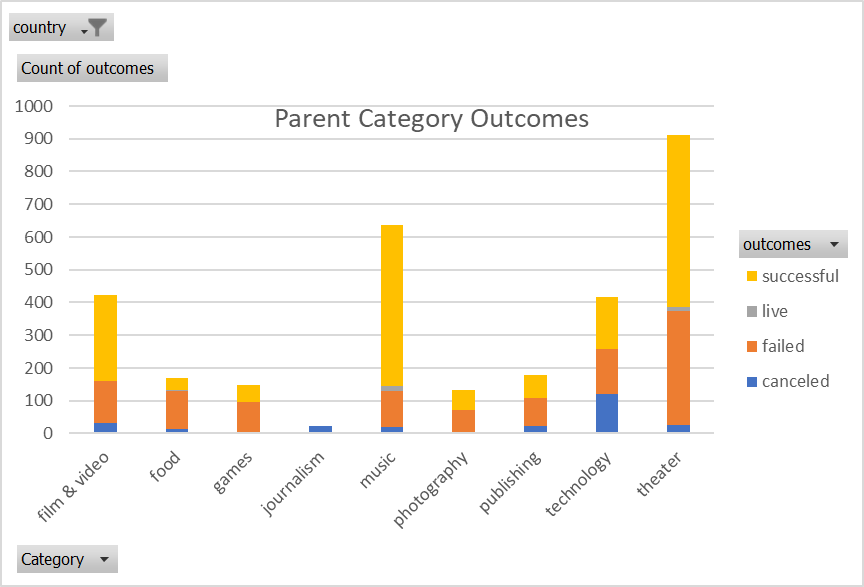 country
Count of outcomes
Parent Category Outcomes
1000
900
800
700
600
500
400
300
200
100
0
film & video
food
games
journalism
music
photography
publishing
technology
theater
outcomes
successful
live
failed
canceled
Category